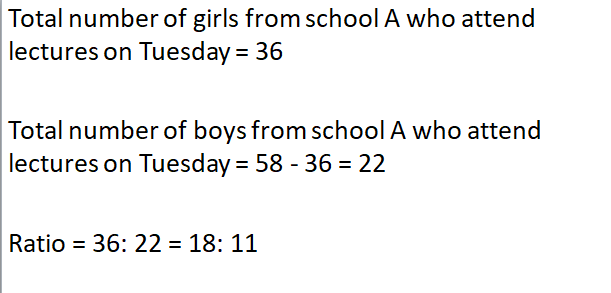 Total number of girls from school A who attend
lectures on Tuesday = 36
Total number of boys from school A who attend
lectures on Tuesday = 58 - 36 = 22
Ratio = 36: 22 = 18: 11